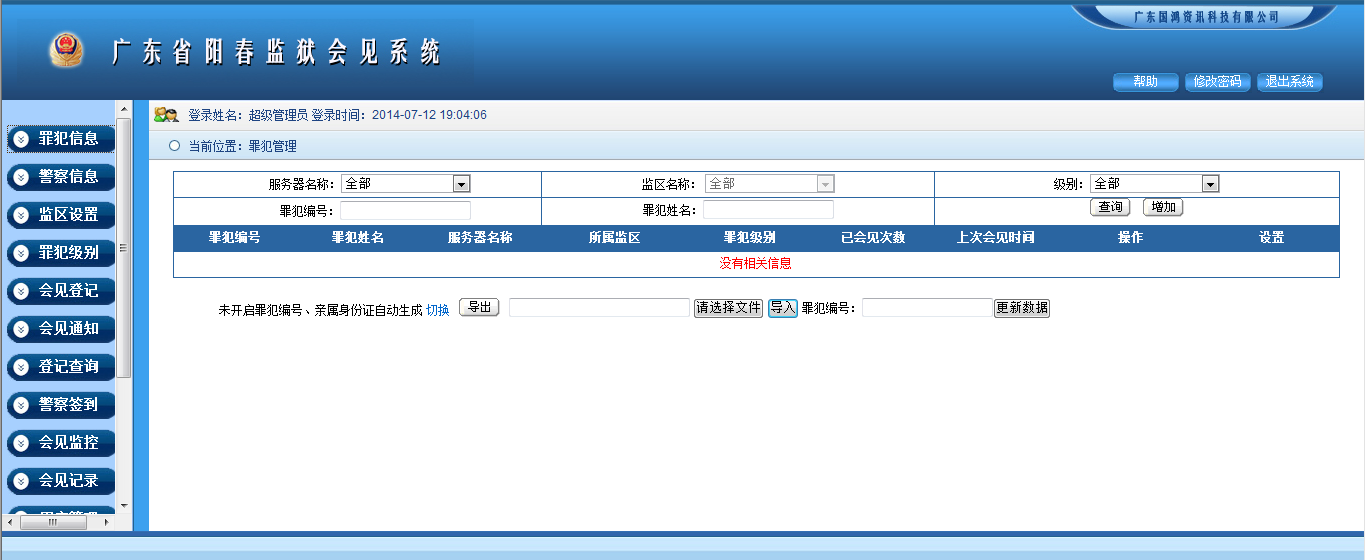 广东国鸿资讯科技有限公司
广东省阳春监狱会见系统
帮助 修改密码 退出系统
登录姓名：超级管理员 登录时间：2014-07-12 19:04:06
当前位置：罪犯管理
罪犯信息
警察信息
监区设置
罪犯级别
会见登记
会见通知
登记查询
警察签到
会见监控
会见记录
服务器名称： 全部 监区名称： 全部 级别： 全部
罪犯编号： 罪犯姓名： 查询 增加
罪犯编号 罪犯姓名 服务器名称 所属监区 罪犯级别 已会见次数 上次会见时间 操作 设置
没有相关信息
未开启罪犯编号、亲属身份证自动生成 切换 导出 请选择文件 导入 罪犯编号： 更新数据